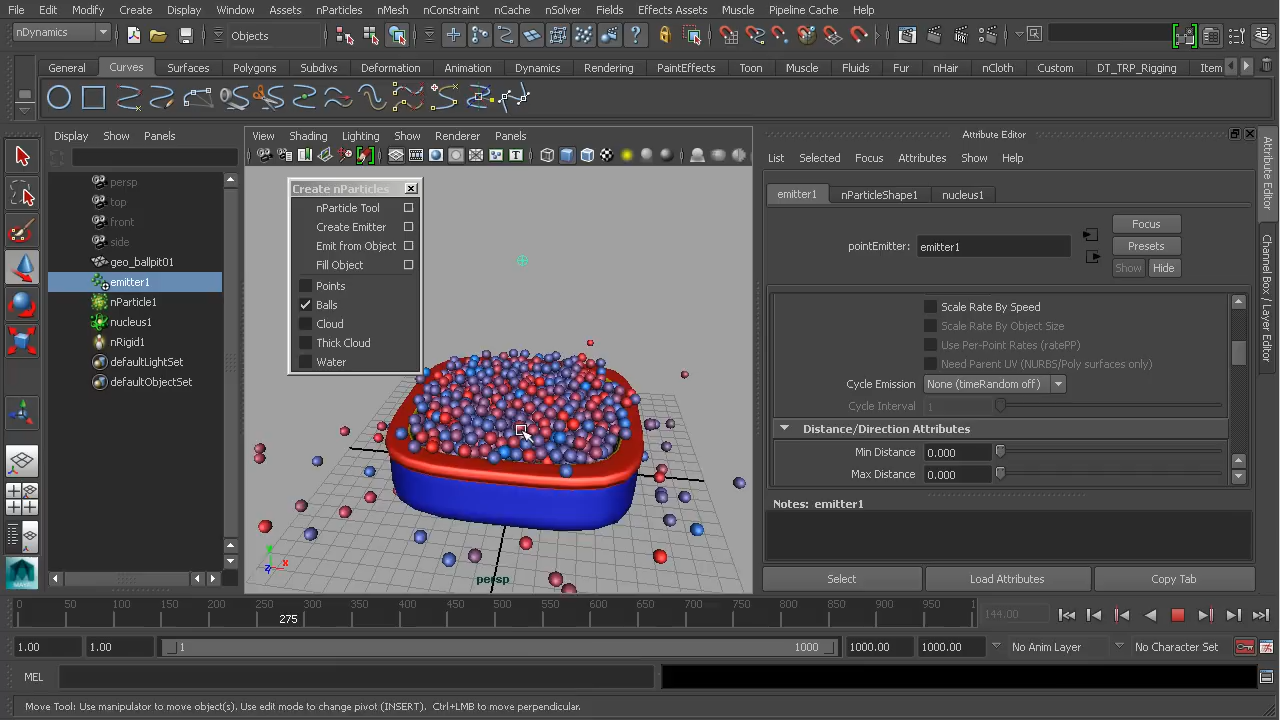 File Edit Modify Create Display Window Assets nParticles nMesh nConstraint nCache nSolver Fields Effects Assets Muscle Pipeline Cache Help
nDynamics
Objects
General Curves Surfaces Polygons Subdivs Deformation Animation Dynamics Rendering PaintEffects Toon Muscle Fluids Fur nHair nCloth Custom DT_TRP_Rigging Item
Display Show Panels
View Shading Lighting Show Renderer Panels
Attribute Editor
List Selected Focus Attributes Show Help
persp
top
front
side
geo_ballpit01
emitter1
nParticle1
nucleus1
nRigid1
defaultLightSet
defaultObjectSet
Create nParticles
nParticle Tool
Create Emitter
Emit from Object
Fill Object
Points
Balls
Cloud
Thick Cloud
Water
y
x
z
persp
emitter1 nParticleShape1 nucleus1
Focus
pointEmitter: emitter1
Presets
Show Hide
Scale Rate By Speed
Scale Rate By Object Size
Use Per-Point Rates (ratePP)
Need Parent UV (NURBS/Poly surfaces only)
Cycle Emission None (timeRandom off)
Cycle Interval 1
Distance/Direction Attributes
Min Distance 0.000
Max Distance 0.000
Notes: emitter1
Select Load Attributes Copy Tab
Attribute Editor
Channel Box / Layer Editor
0 50 100 150 200 250 300 350 400 450 500 550 600 650 700 750 800 850 900 950 1
275
144.00
1.00 1.00 1 1000 1000.00 1000.00 No Anim Layer No Character Set
MEL
Move Tool: Use manipulator to move object(s). Use edit mode to change pivot (INSERT). Ctrl+LMB to move perpendicular.